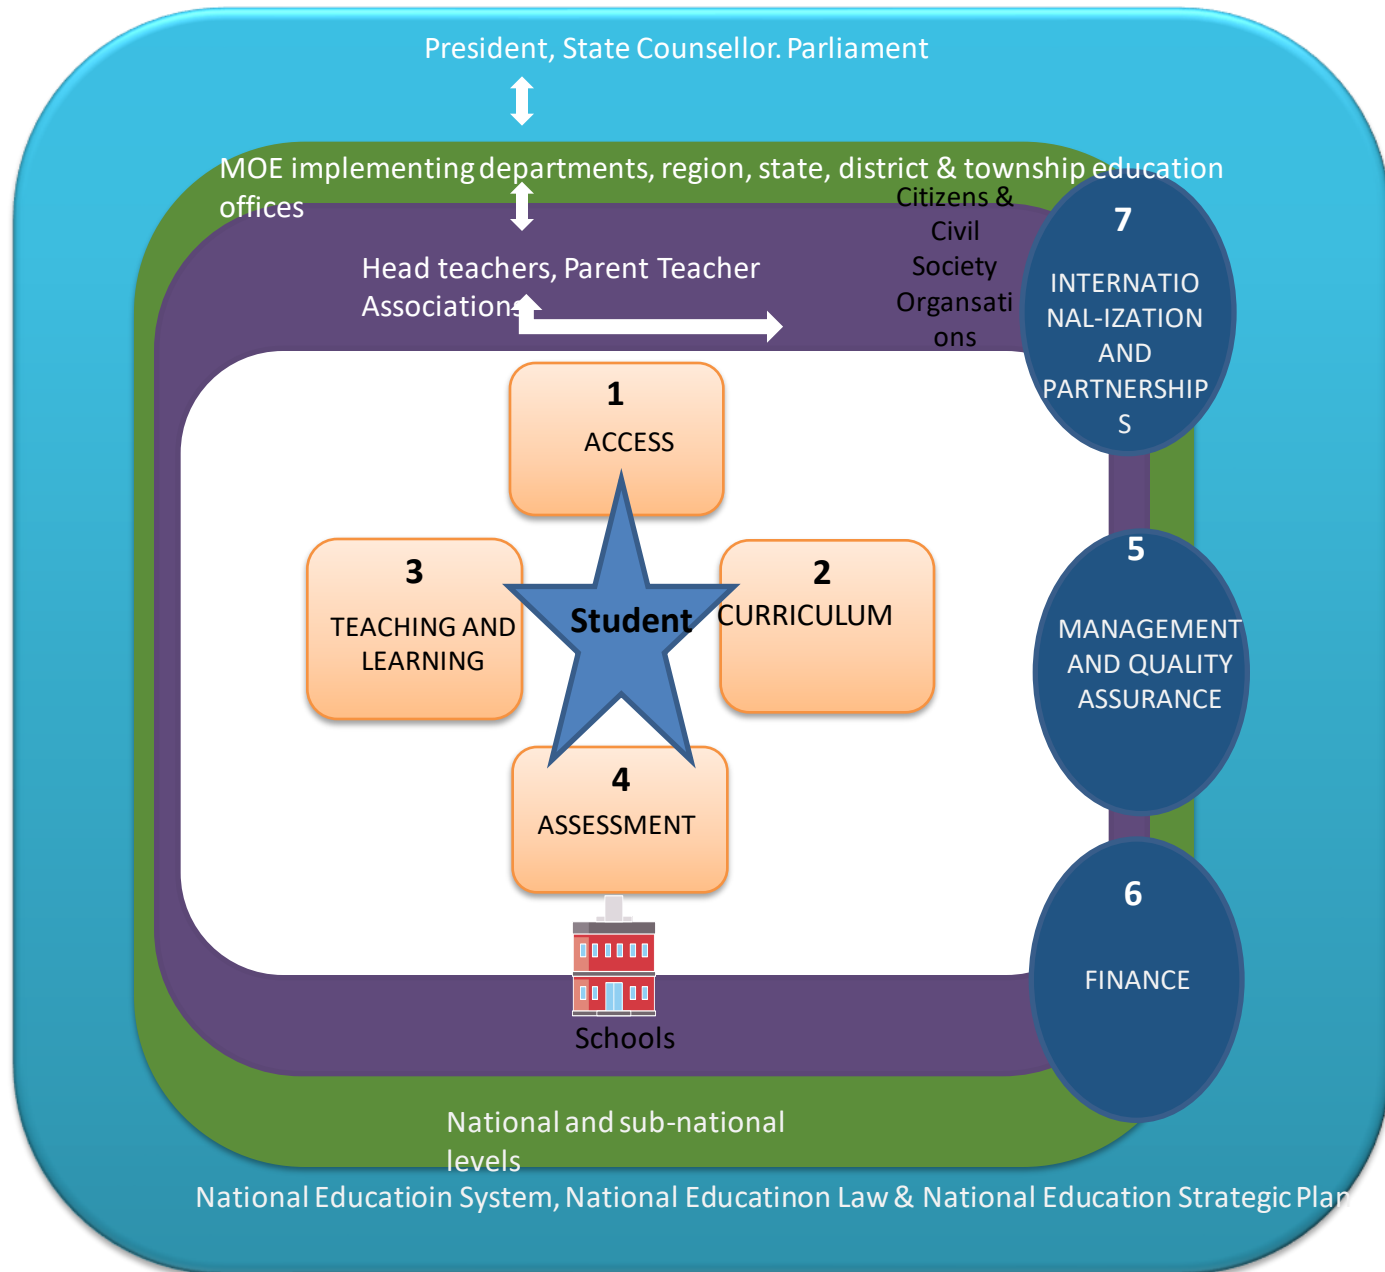 President, State Counsellor. Parliament
MOE implementing departments, region, state, district & township education
offices
Citizens &
Civil
Society
Organsati
ons
Head teachers, Parent Teacher
Associations
7
INTERNATIO
NAL-IZATION
AND
PARTNERSHIP
S
1
ACCESS
3
TEACHING AND
LEARNING
Student
2
CURRICULUM
5
MANAGEMENT
AND QUALITY
ASSURANCE
4
ASSESSMENT
6
FINANCE
Schools
National and sub-national
levels
National Educatioin System, National Educatinon Law & National Education Strategic Plan